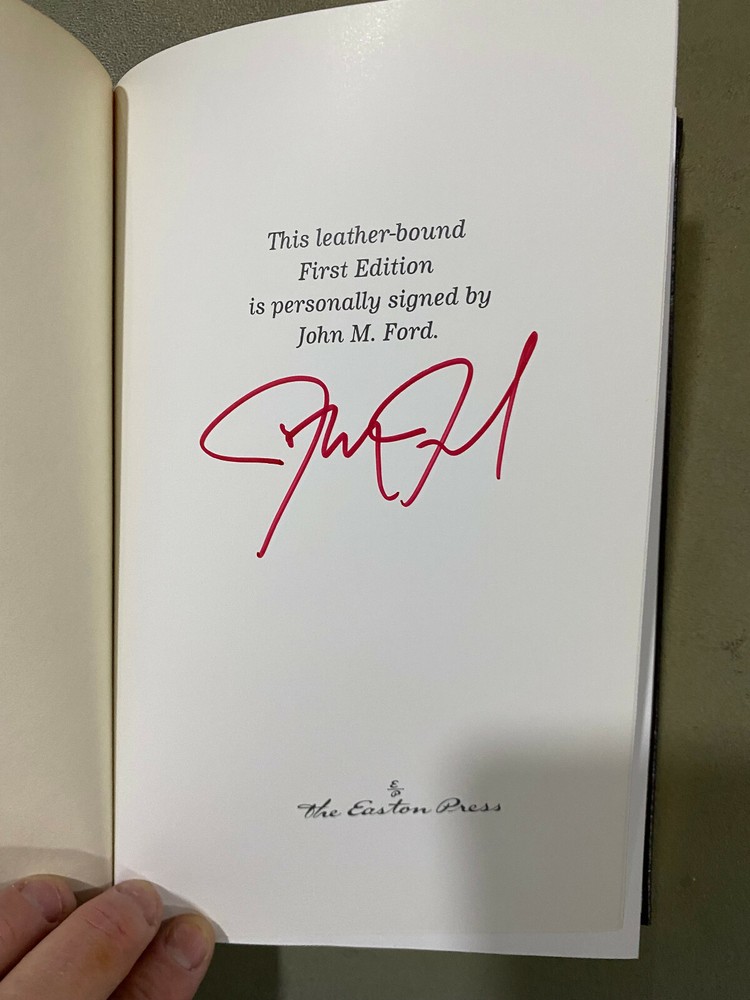 This leather-bound
First Edition
is personally signed by
John M. Ford.
The Easton Press